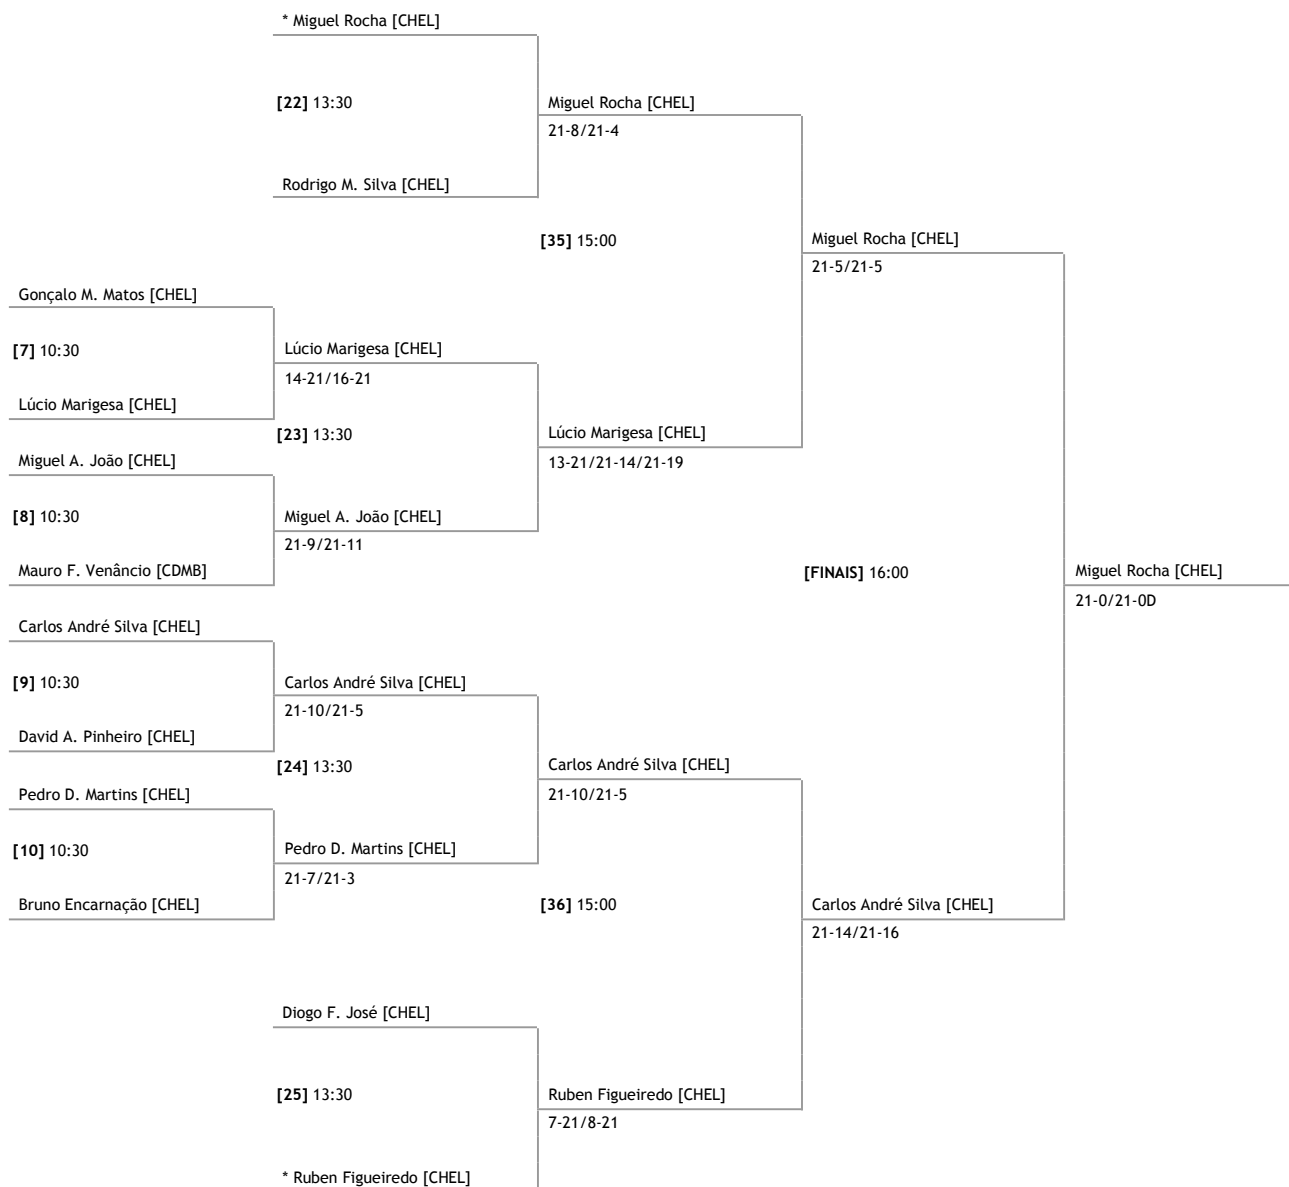 * Miguel Rocha [CHEL]
[22] 13:30
Miguel Rocha [CHEL]
21-8/21-4
Rodrigo M. Silva [CHEL]
[35] 15:00
Miguel Rocha [CHEL]
21-5/21-5
Gonçalo M. Matos [CHEL]
[7] 10:30
Lúcio Marigesa [CHEL]
14-21/16-21
Lúcio Marigesa [CHEL]
[23] 13:30
Lúcio Marigesa [CHEL]
13-21/21-14/21-19
Miguel A. João [CHEL]
[8] 10:30
Miguel A. João [CHEL]
21-9/21-11
Mauro F. Venâncio [CDMB]
[FINAIS] 16:00
Miguel Rocha [CHEL]
21-0/21-0D
Carlos André Silva [CHEL]
[9] 10:30
Carlos André Silva [CHEL]
21-10/21-5
David A. Pinheiro [CHEL]
[24] 13:30
Carlos André Silva [CHEL]
21-10/21-5
Pedro D. Martins [CHEL]
[10] 10:30
Pedro D. Martins [CHEL]
21-7/21-3
Bruno Encarnação [CHEL]
[36] 15:00
Carlos André Silva [CHEL]
21-14/21-16
Diogo F. José [CHEL]
[25] 13:30
Ruben Figueiredo [CHEL]
7-21/8-21
* Ruben Figueiredo [CHEL]